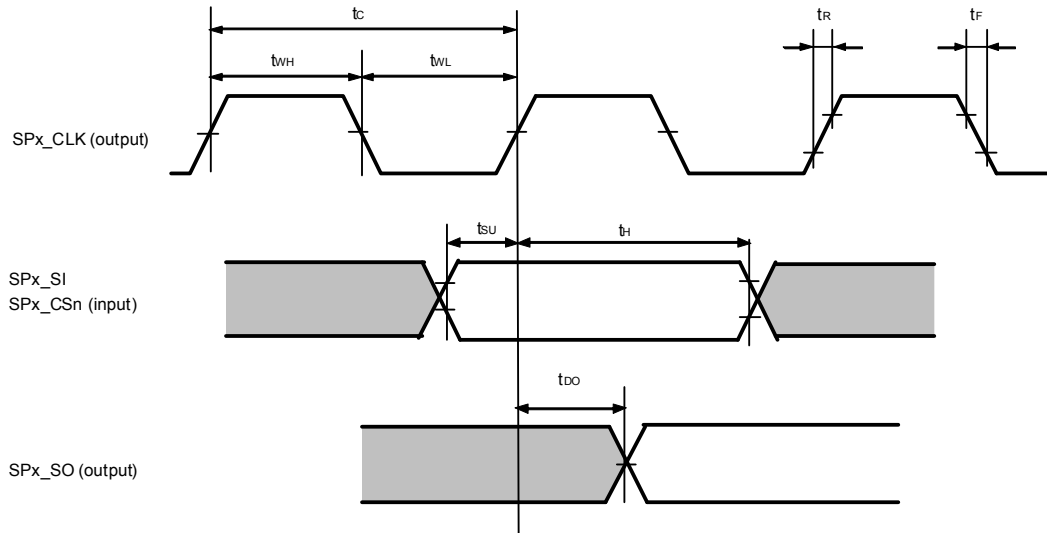 tC
tR
tF
tWH
tWL
SPx_CLK (output)
tSU
tH
SPx_SI
SPx_CSn (input)
tDO
SPx_SO (output)